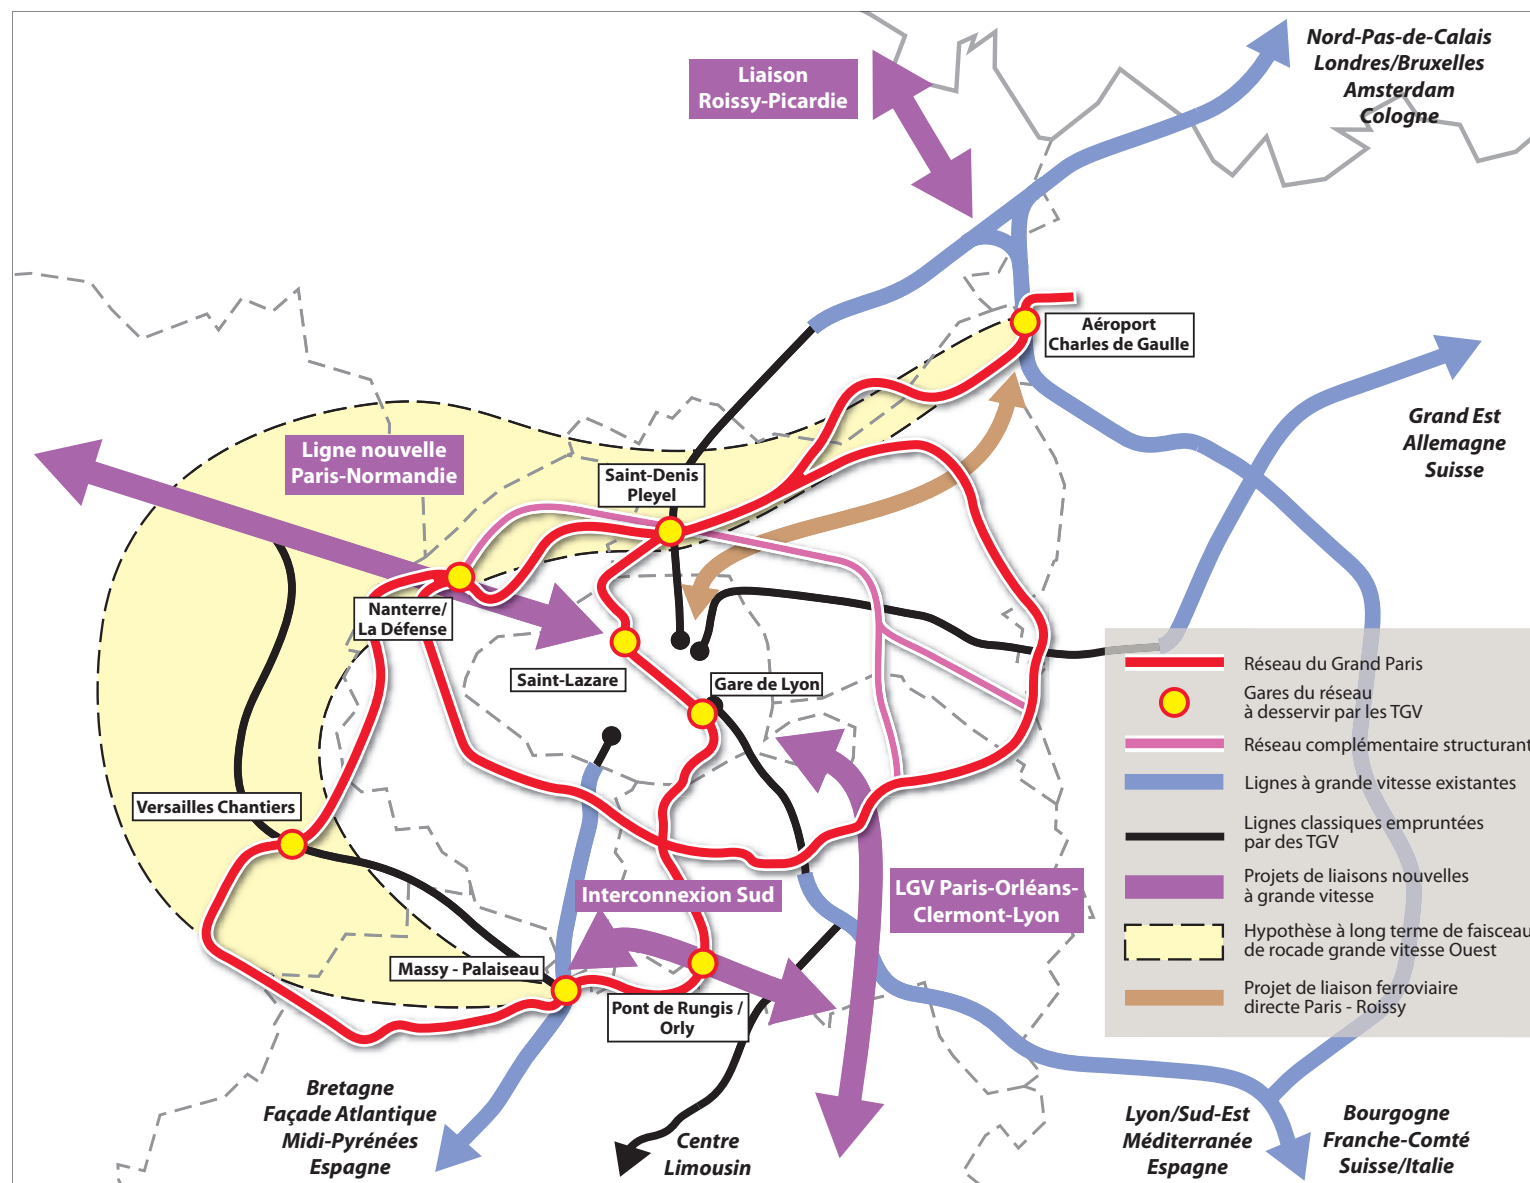 Nord-Pas-de-Calais
Londres/Bruxelles
Amsterdam
Cologne
Liaison
Roissy-Picardie
Aéroport
Charles de Gaulle
Grand Est
Allemagne
Suisse
Ligne nouvelle
Paris-Normandie
Saint-Denis
Pleyel
Nanterre/
La Défense
Saint-Lazare
Gare de Lyon
Versailles Chantiers
Interconnexion Sud
LGV Paris-Orléans-
Clermont-Lyon
Massy - Palaiseau
Pont de Rungis /
Orly
Réseau du Grand Paris
Gares du réseau
à desservir par les TGV
Réseau complémentaire structurant
Lignes à grande vitesse existantes
Lignes classiques empruntées
par des TGV
Projets de liaisons nouvelles
à grande vitesse
Hypothèse à long terme de faisceau
de rocade grande vitesse Ouest
Projet de liaison ferroviaire
directe Paris - Roissy
Bretagne
Façade Atlantique
Midi-Pyrénées
Espagne
Centre
Limousin
Lyon/Sud-Est
Méditerranée
Espagne
Bourgogne
Franche-Comté
Suisse/Italie